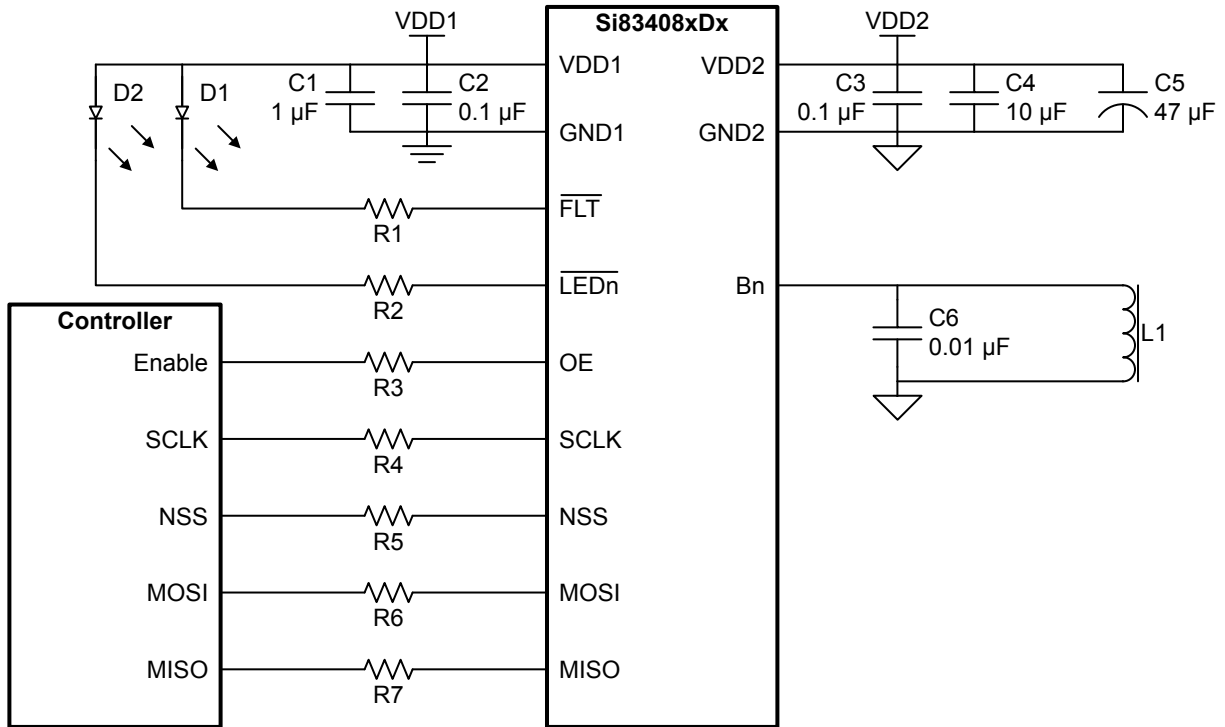 VDD1
Si83408xDx
VDD2
VDD1
VDD2
D2
D1
C1
1 µF
C2
0.1 µF
C3
0.1 µF
C4
10 µF
C5
47 µF
GND1
GND2
FLT
R1
LEDn
R2
Bn
Controller
C6
0.01 µF
L1
Enable
R3
OE
SCLK
R4
SCLK
NSS
R5
NSS
MOSI
R6
MOSI
MISO
R7
MISO